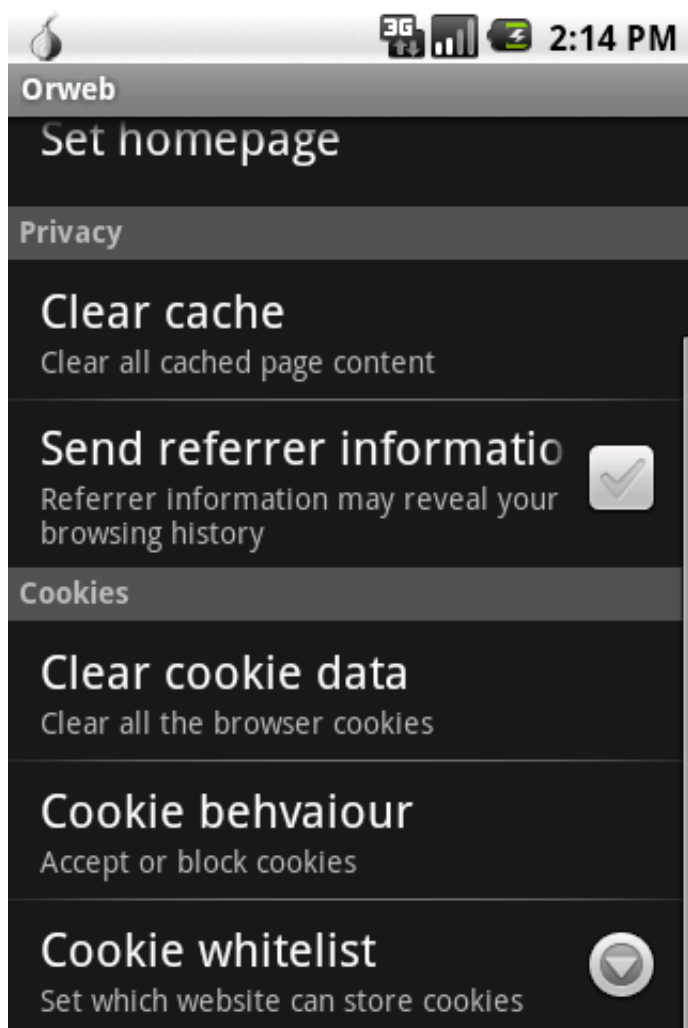 3G 2:14 PM
Orweb
Set homepage
Privacy
Clear cache
Clear all cached page content
Send referrer informatio
Referrer information may reveal your
browsing history
Cookies
Clear cookie data
Clear all the browser cookies
Cookie behvaiour
Accept or block cookies
Cookie whitelist
Set which website can store cookies